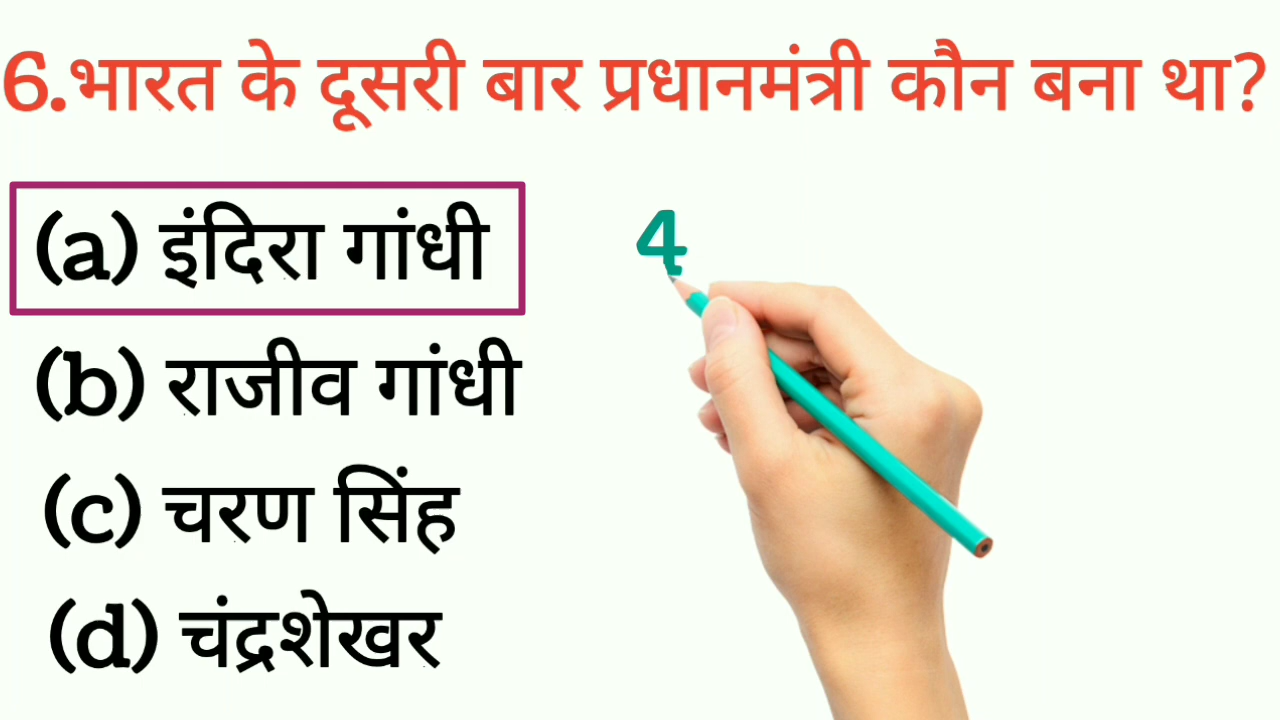 6.भारत के दूसरी बार प्रधानमंत्री कौन बना था?
(a) इंदिरा गांधी
4
(b) राजीव गांधी
(c) चरण सिंह
(d) चंद्रशेखर